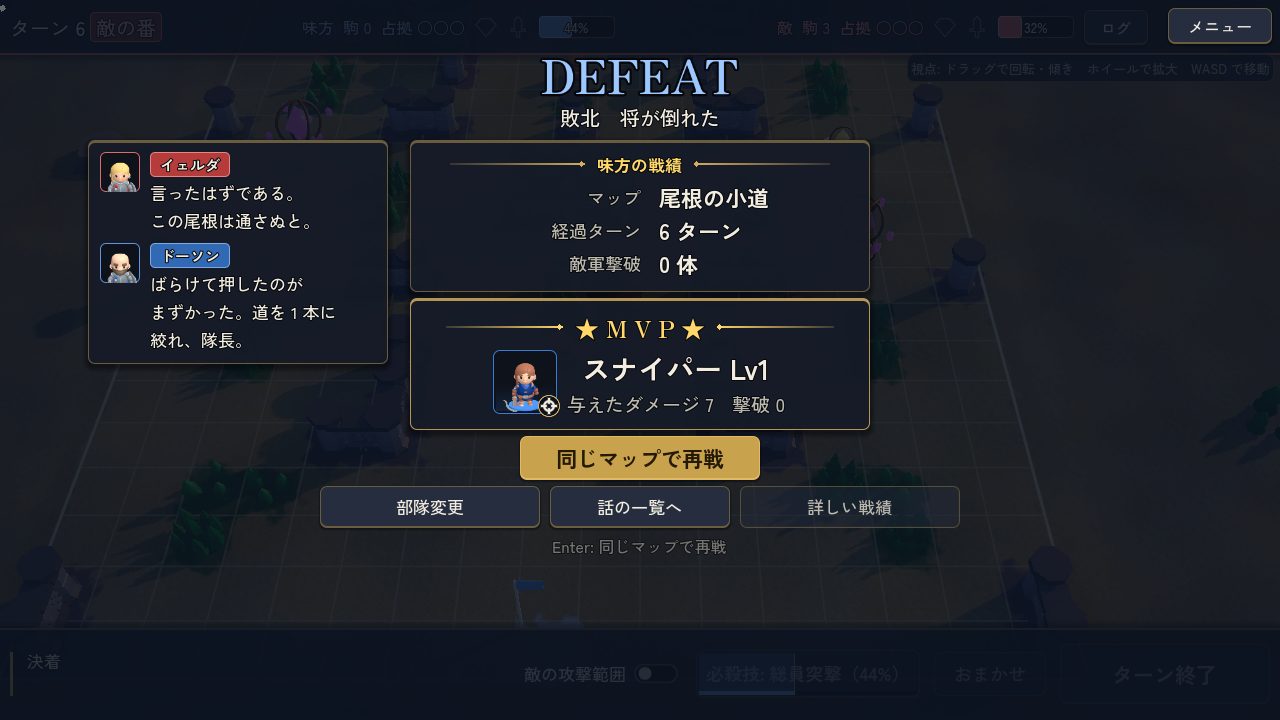 ターン 6 敵の番
味方 駒 0 占拠 〇〇〇 44%
敵 駒 3 占拠 〇〇〇 32%
ログ
メニュー
視点: ドラッグで回転・傾き ホイールで拡大 WASD で移動
DEFEAT
敗北 将が倒れた
イェルダ
言ったはずである。
この尾根は通さぬと。
ドーソン
ばらけて押したのが
まずかった。道を 1 本に
絞れ、隊長。
味方の戦績
マップ 尾根の小道
経過ターン 6 ターン
敵軍撃破 0 体
★ MVP ★
スナイパー Lv1
与えたダメージ 7 撃破 0
同じマップで再戦
部隊変更
話の一覧へ
詳しい戦績
Enter: 同じマップで再戦
決着
敵の攻撃範囲
必殺技: 総員突撃（44%）
おまかせ
ターン終了